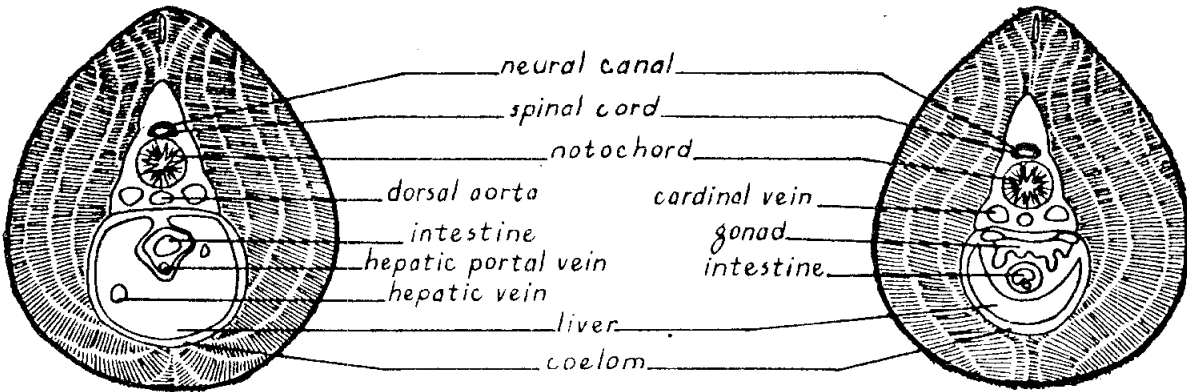 neural canal
spinal cord
notochord
dorsal aorta
cardinal vein
intestine
gonad
hepatic portal vein
intestine
hepatic vein
liver
coelom